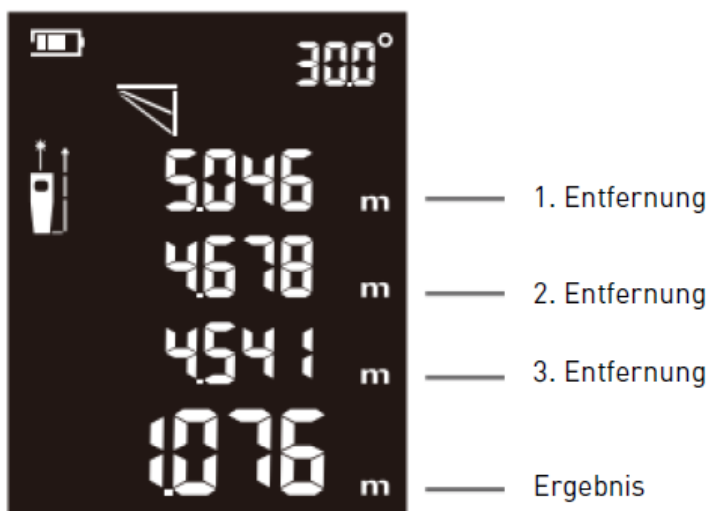 30.0°
5.046 m 1. Entfernung
4.678 m 2. Entfernung
4.541 m 3. Entfernung
1.076 m Ergebnis